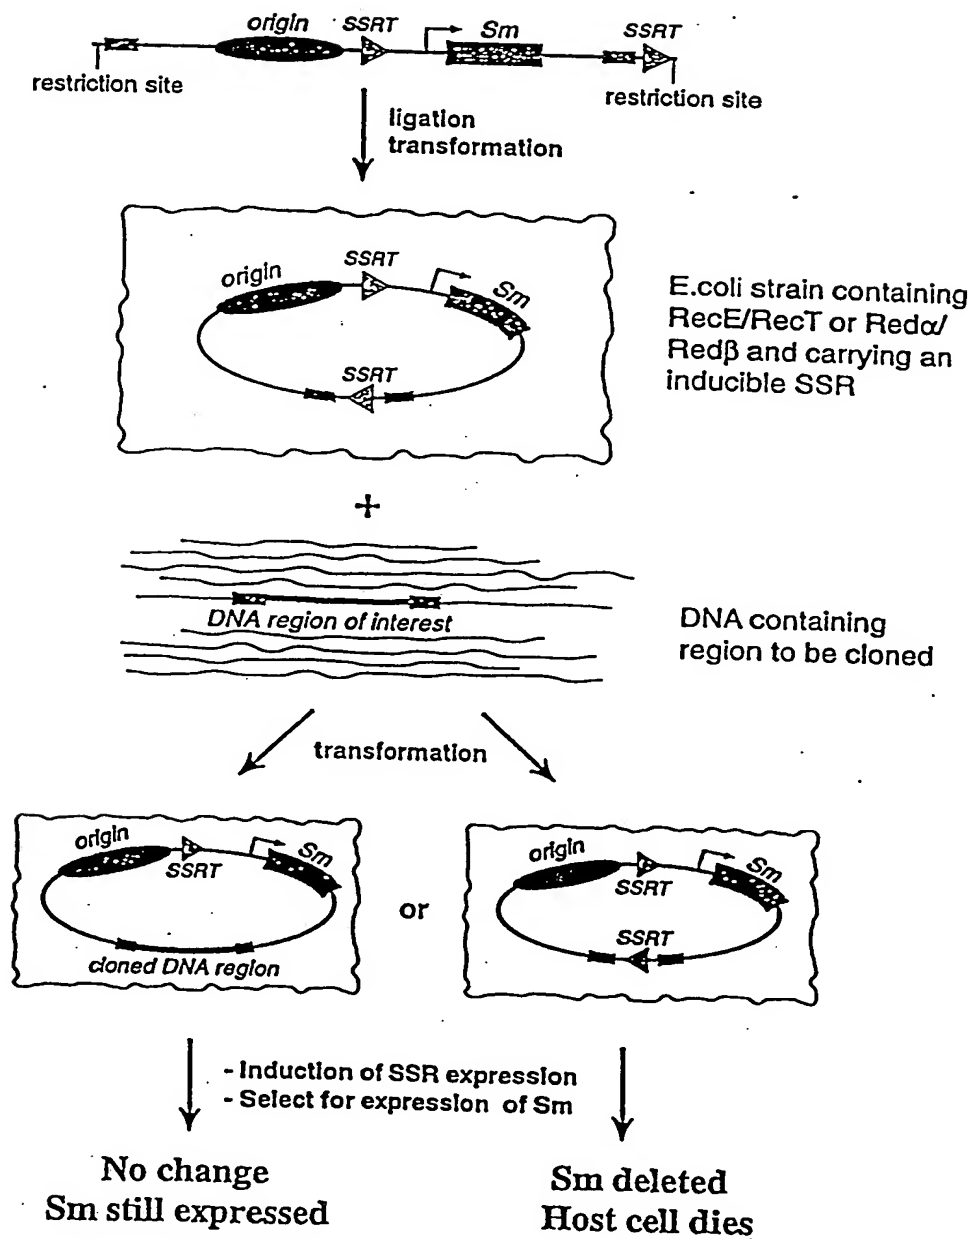 origin SSRT Sm SSRT
restriction site restriction site
ligation
transformation
SSRT
origin Sm
SSRT
E.coli strain containing
RecE/RecT or Redα/
Redβ and carrying an
inducible SSR
+
DNA region of interest
DNA containing
region to be cloned
transformation
origin Sm
SSRT
cloned DNA region
or
origin Sm
SSRT
SSRT
- Induction of SSR expression
- Select for expression of Sm
No change
Sm still expressed
Sm deleted
Host cell dies